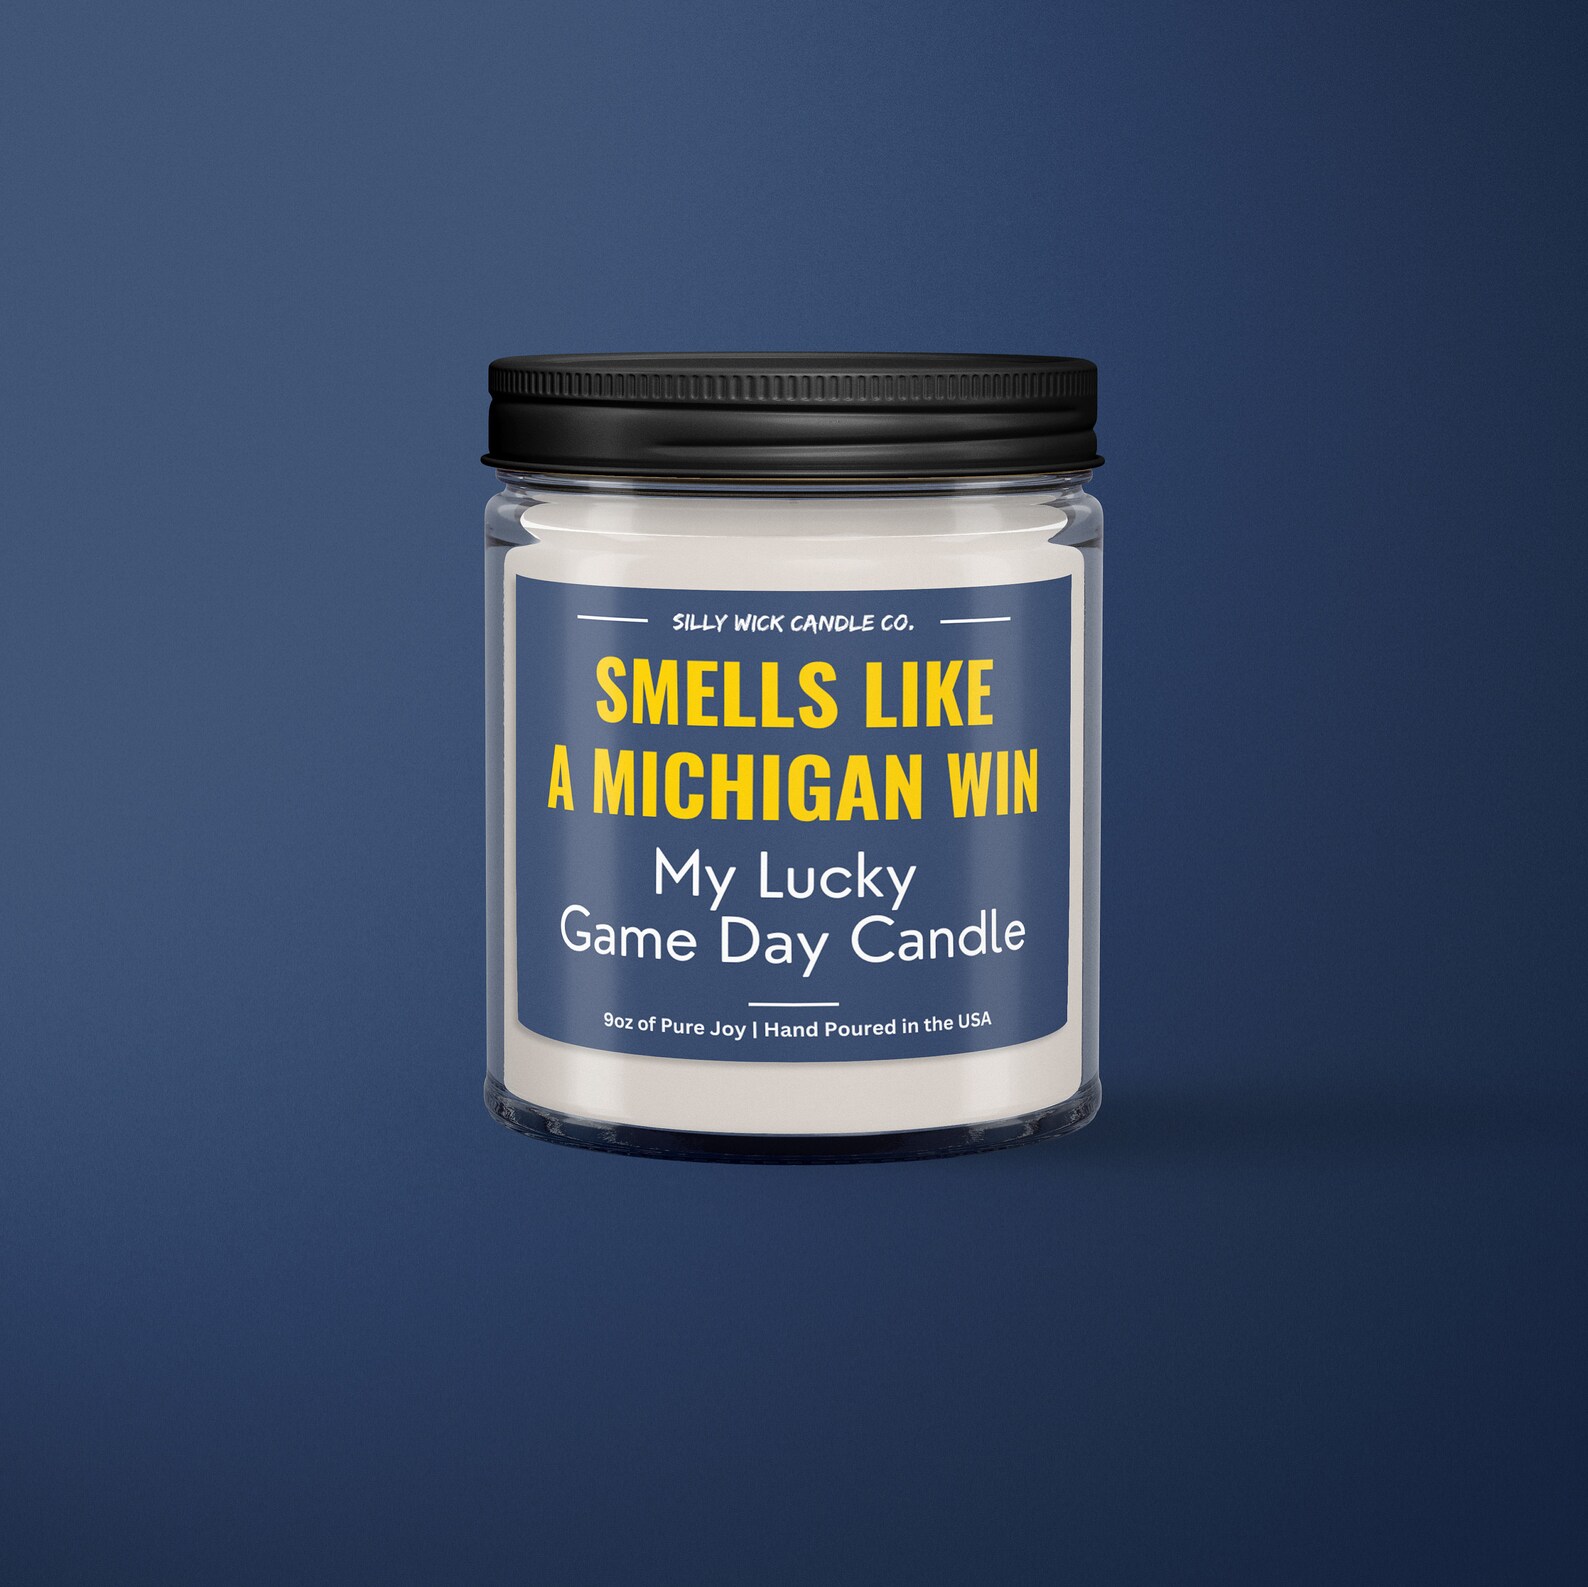 SILLY WICK CANDLE CO.
SMELLS LIKE
A MICHIGAN WIN
My Lucky
Game Day Candle
9oz of Pure Joy | Hand Poured in the USA